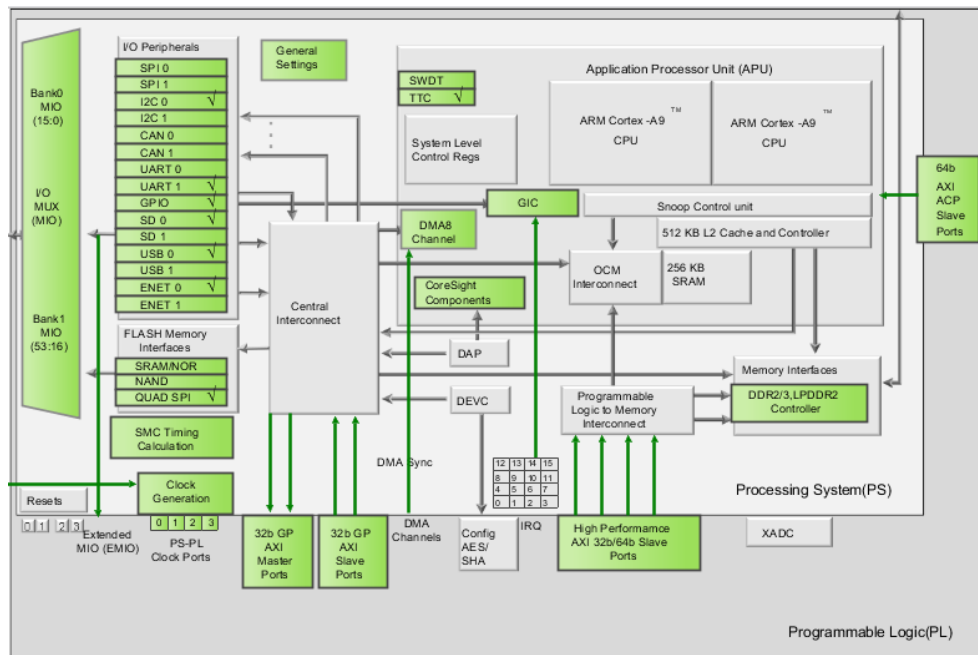 I/O Peripherals
SPI 0
SPI 1
I2C 0 √
I2C 1
CAN 0
CAN 1
UART 0
UART 1 √
GPIO √
SD 0 √
SD 1
USB 0 √
USB 1
ENET 0 √
ENET 1
Bank0
MIO
(15:0)
I/O
MUX
(MIO)
Bank1
MIO
(53:16)
FLASH Memory
Interfaces
SRAM/NOR
NAND
QUAD SPI √
SMC Timing
Calculation
General
Settings
Application Processor Unit (APU)
SWDT
TTC √
System Level
Control Regs
ARM Cortex -A9 ™
CPU
ARM Cortex -A9 ™
CPU
64b
AXI
ACP
Slave
Ports
GIC
Snoop Control unit
512 KB L2 Cache and Controller
DMA8
Channel
OCM
Interconnect
256 KB
SRAM
CoreSight
Components
Central
Interconnect
DAP
DEVC
Programmable
Logic to Memory
Interconnect
Memory Interfaces
DDR2/3,LPDDR2
Controller
DMA Sync
12 13 14 15
8 9 10 11
4 5 6 7
0 1 2 3
IRQ
Processing System(PS)
Resets
0 1 2 3
Clock
Generation
0 1 2 3
Extended
MIO (EMIO)
PS-PL
Clock Ports
32b GP
AXI
Master
Ports
32b GP
AXI
Slave
Ports
DMA
Channels
Config
AES/
SHA
High Performamce
AXI 32b/64b Slave
Ports
XADC
Programmable Logic(PL)